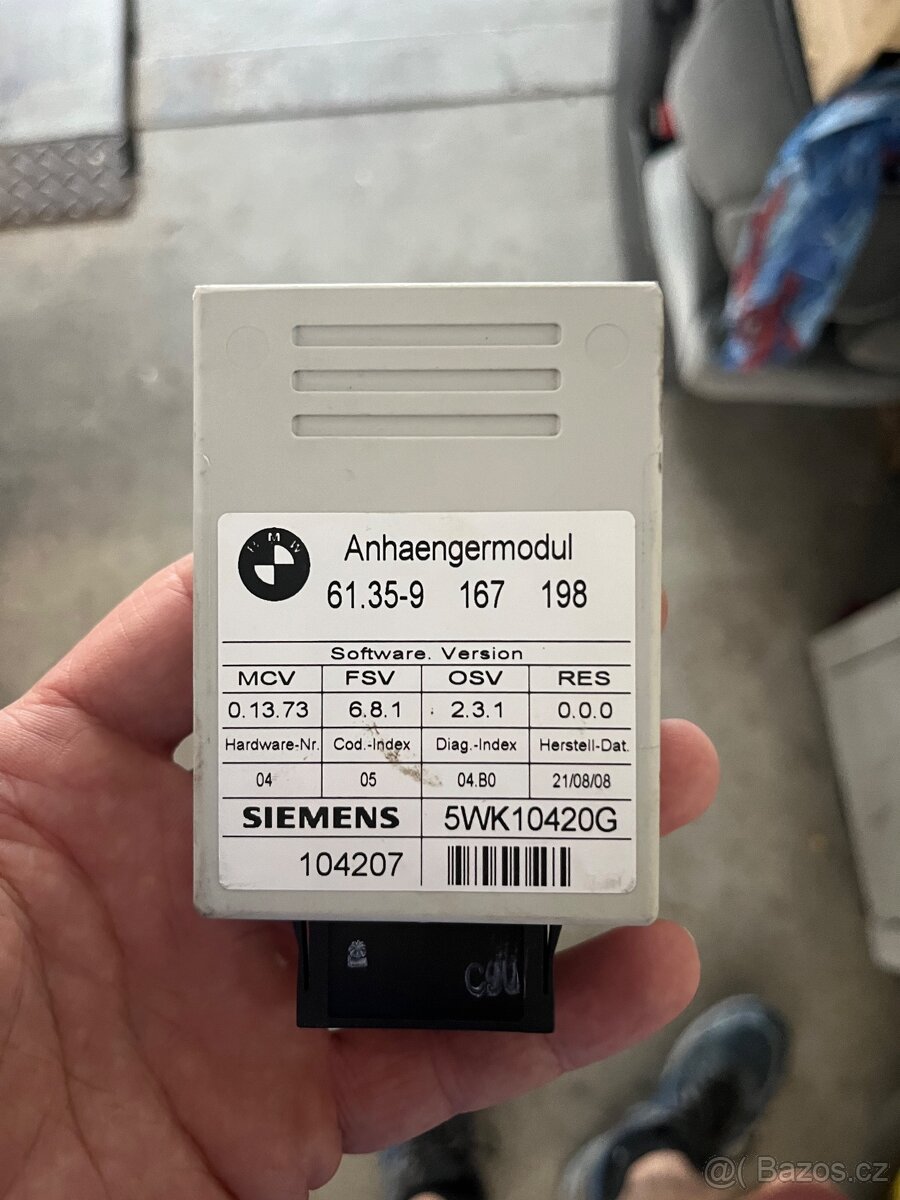 BMW
Anhaengermodul
61.35-9 167 198
Software. Version
MCV FSV OSV RES
0.13.73 6.8.1 2.3.1 0.0.0
Hardware-Nr. Cod.-Index Diag.-Index Herstell-Dat.
04 05 04.B0 21/08/08
SIEMENS 5WK10420G
104207
@( Bazos.cz